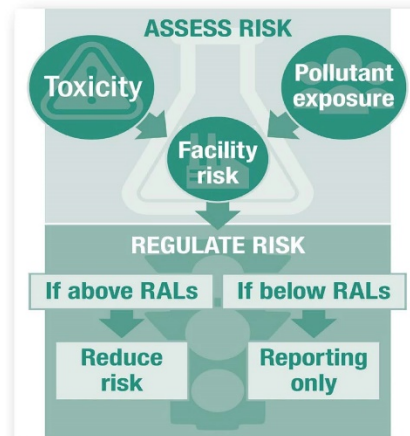 ASSESS RISK
Toxicity
Pollutant
exposure
Facility
risk
REGULATE RISK
If above RALs
If below RALs
Reduce
risk
Reporting
only